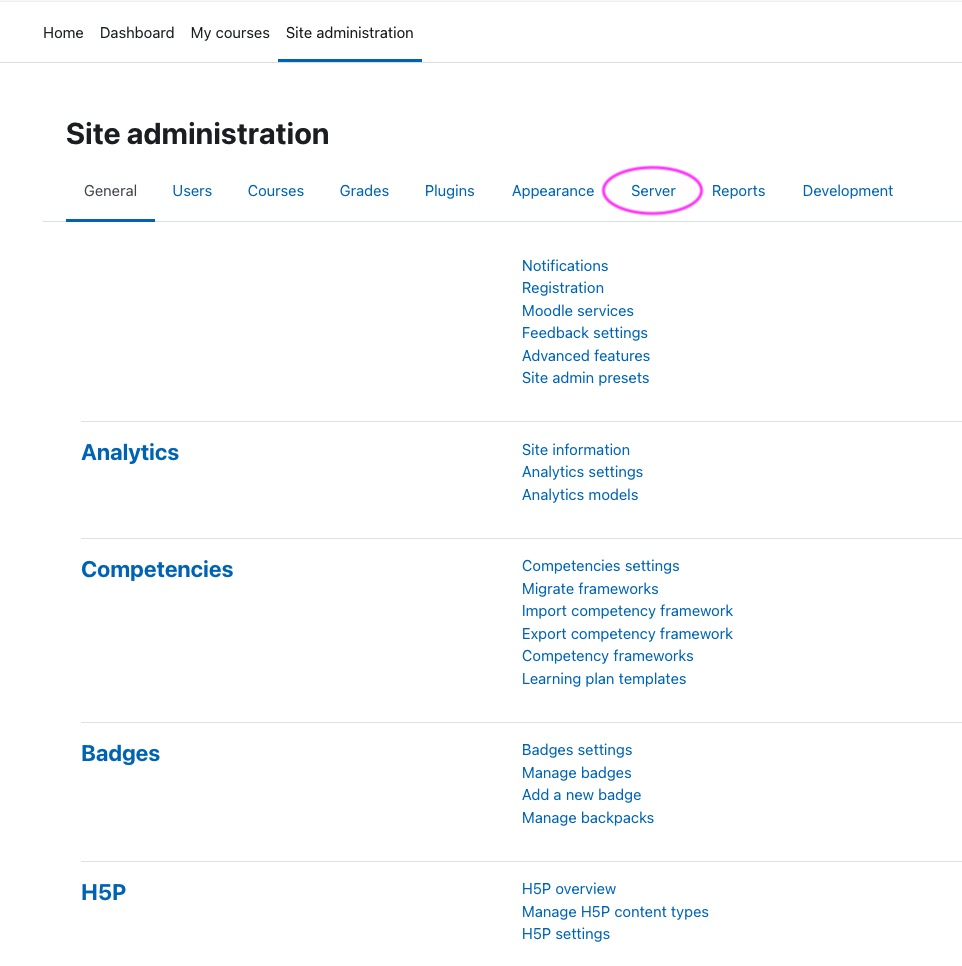 Home Dashboard My courses Site administration
Site administration
General Users Courses Grades Plugins Appearance Server Reports Development
Notifications
Registration
Moodle services
Feedback settings
Advanced features
Site admin presets
Analytics
Site information
Analytics settings
Analytics models
Competencies
Competencies settings
Migrate frameworks
Import competency framework
Export competency framework
Competency frameworks
Learning plan templates
Badges
Badges settings
Manage badges
Add a new badge
Manage backpacks
H5P
H5P overview
Manage H5P content types
H5P settings